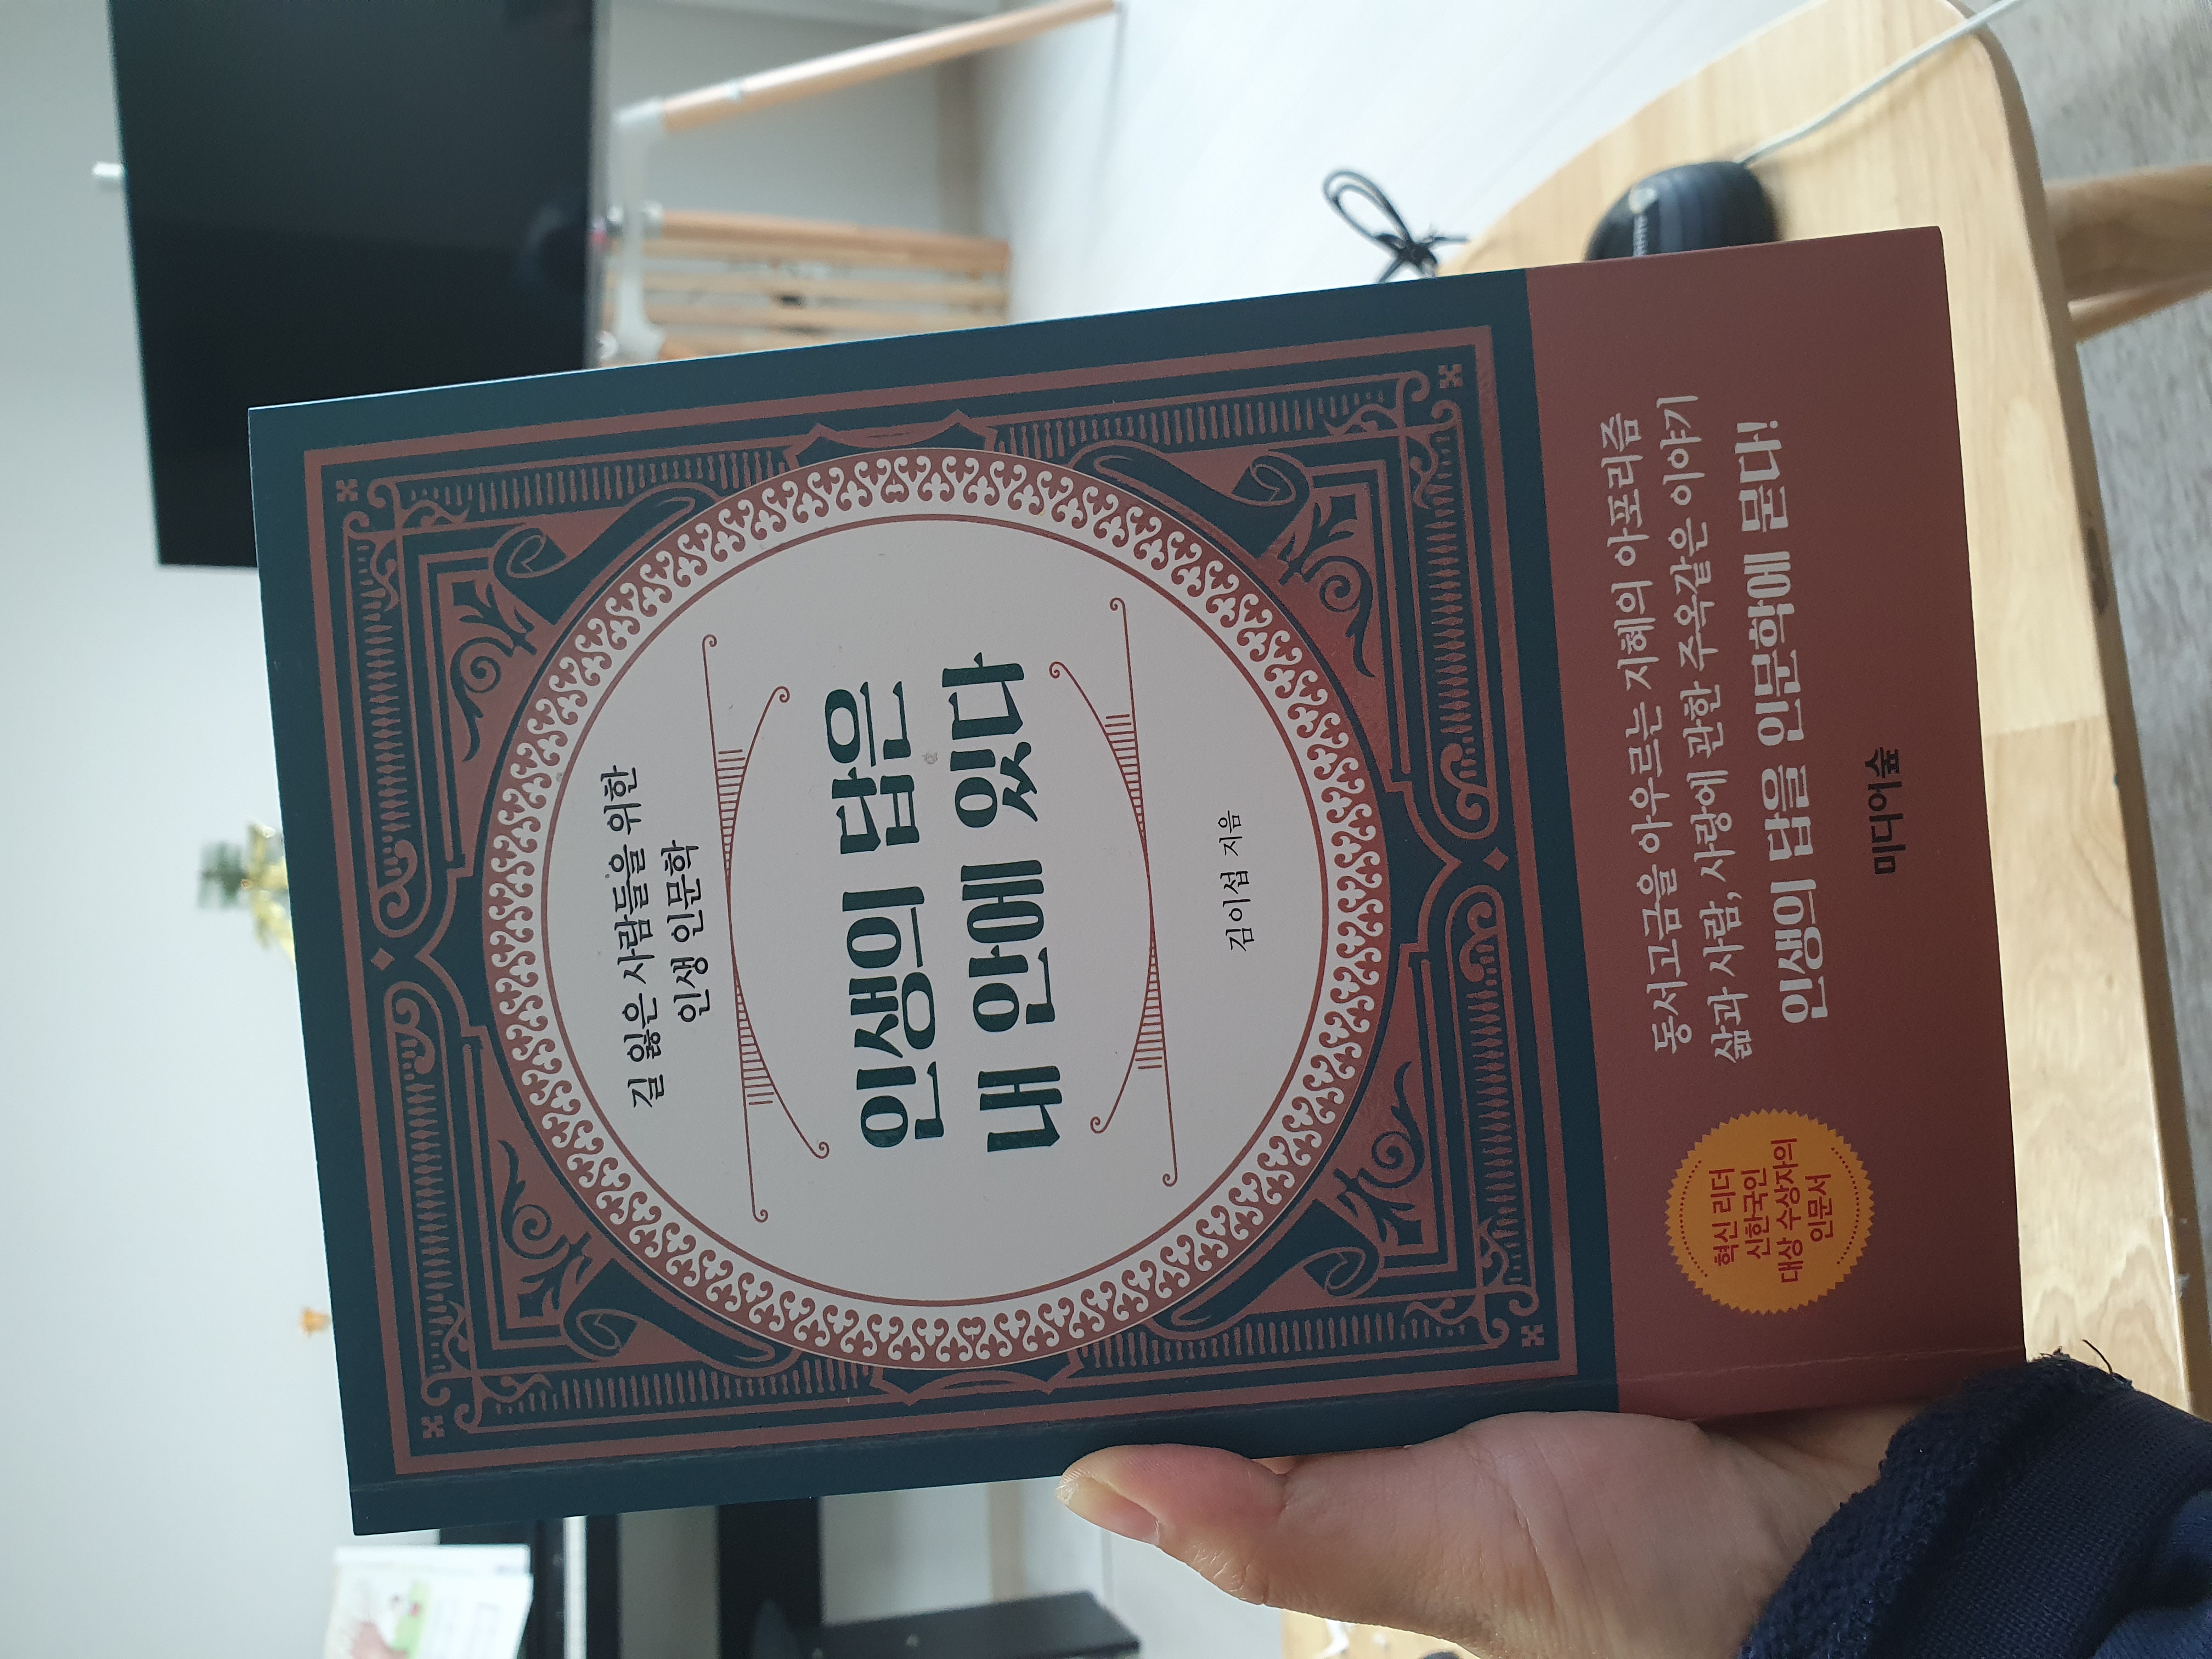 길 잃은 사람들을 위한
인생 인문학
인생의 답은
내 안에 있다
김이섭 지음
동서고금을 아우르는 지혜의 아포리즘
삶과 사람, 사랑에 관한 주옥같은 이야기
인생의 답을 인문학에 묻다!
혁신 리더
신한국인
대상 수상자의
인문서
미디어숲